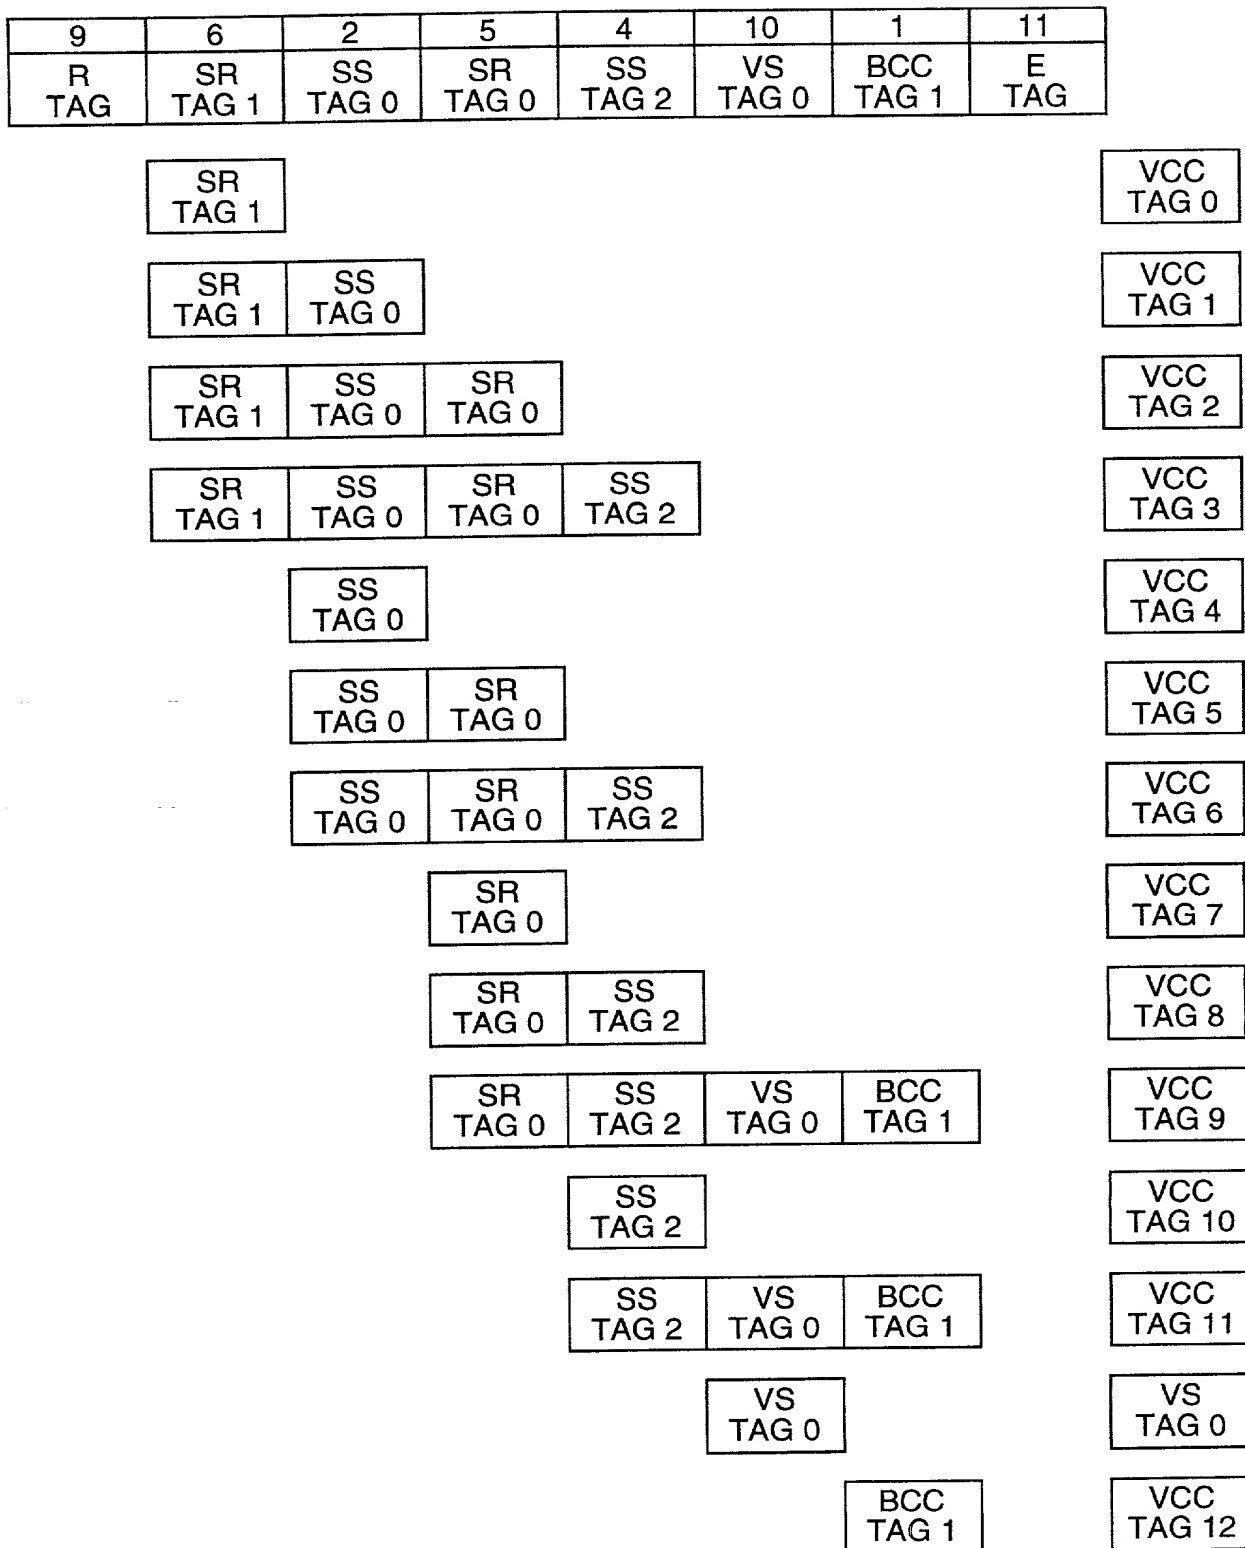 9 6 2 5 4 10 1 11
R SR SS SR SS VS BCC E
TAG TAG 1 TAG 0 TAG 0 TAG 2 TAG 0 TAG 1 TAG
SR VCC
TAG 1 TAG 0
SR SS VCC
TAG 1 TAG 0 TAG 1
SR SS SR VCC
TAG 1 TAG 0 TAG 0 TAG 2
SR SS SR SS VCC
TAG 1 TAG 0 TAG 0 TAG 2 TAG 3
SS VCC
TAG 0 TAG 4
SS SR VCC
TAG 0 TAG 0 TAG 5
SS SR SS VCC
TAG 0 TAG 0 TAG 2 TAG 6
SR VCC
TAG 0 TAG 7
SR SS VCC
TAG 0 TAG 2 TAG 8
SR SS VS BCC VCC
TAG 0 TAG 2 TAG 0 TAG 1 TAG 9
SS VCC
TAG 2 TAG 10
SS VS BCC VCC
TAG 2 TAG 0 TAG 1 TAG 11
VS VS
TAG 0 TAG 0
BCC VCC
TAG 1 TAG 12